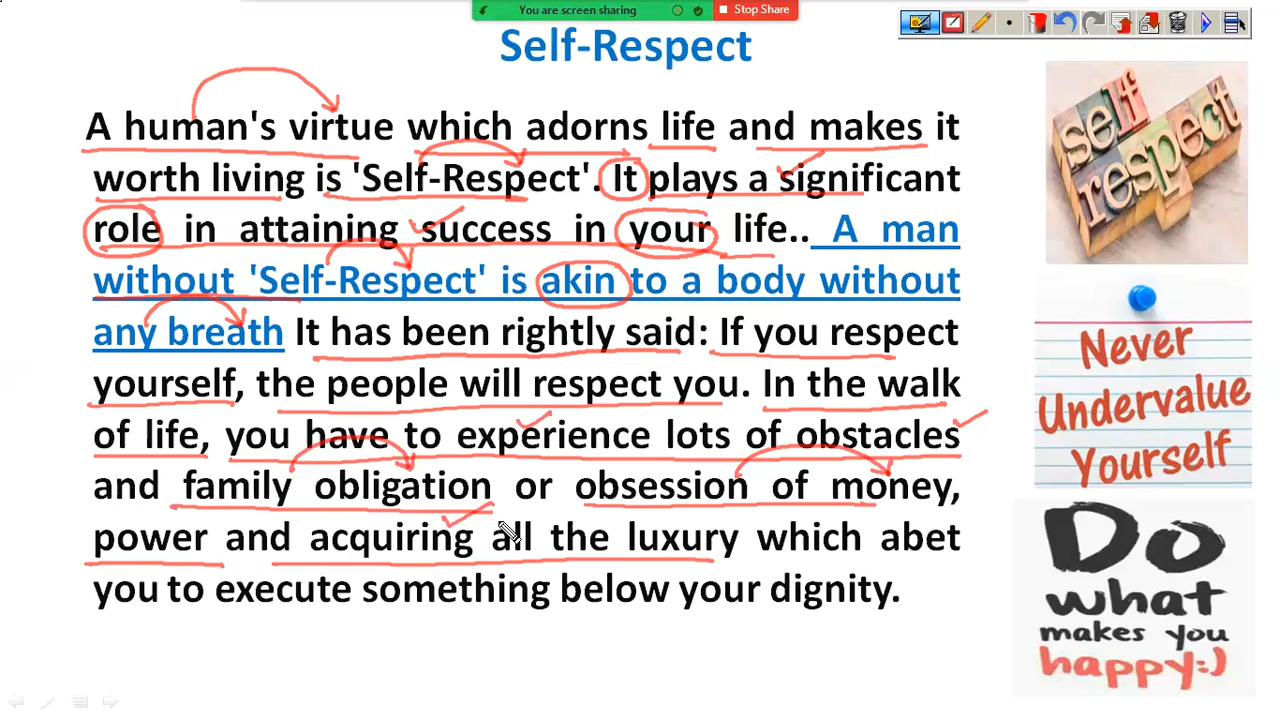 You are screen sharing
Stop Share
Self-Respect
A human's virtue which adorns life and makes it
worth living is 'Self-Respect'. It plays a significant
role in attaining success in your life.. A man
without 'Self-Respect' is akin to a body without
any breath It has been rightly said: If you respect
yourself, the people will respect you. In the walk
of life, you have to experience lots of obstacles
and family obligation or obsession of money,
power and acquiring all the luxury which abet
you to execute something below your dignity.
self
respect
Never
Undervalue
Yourself
Do
what
makes you
happy:)